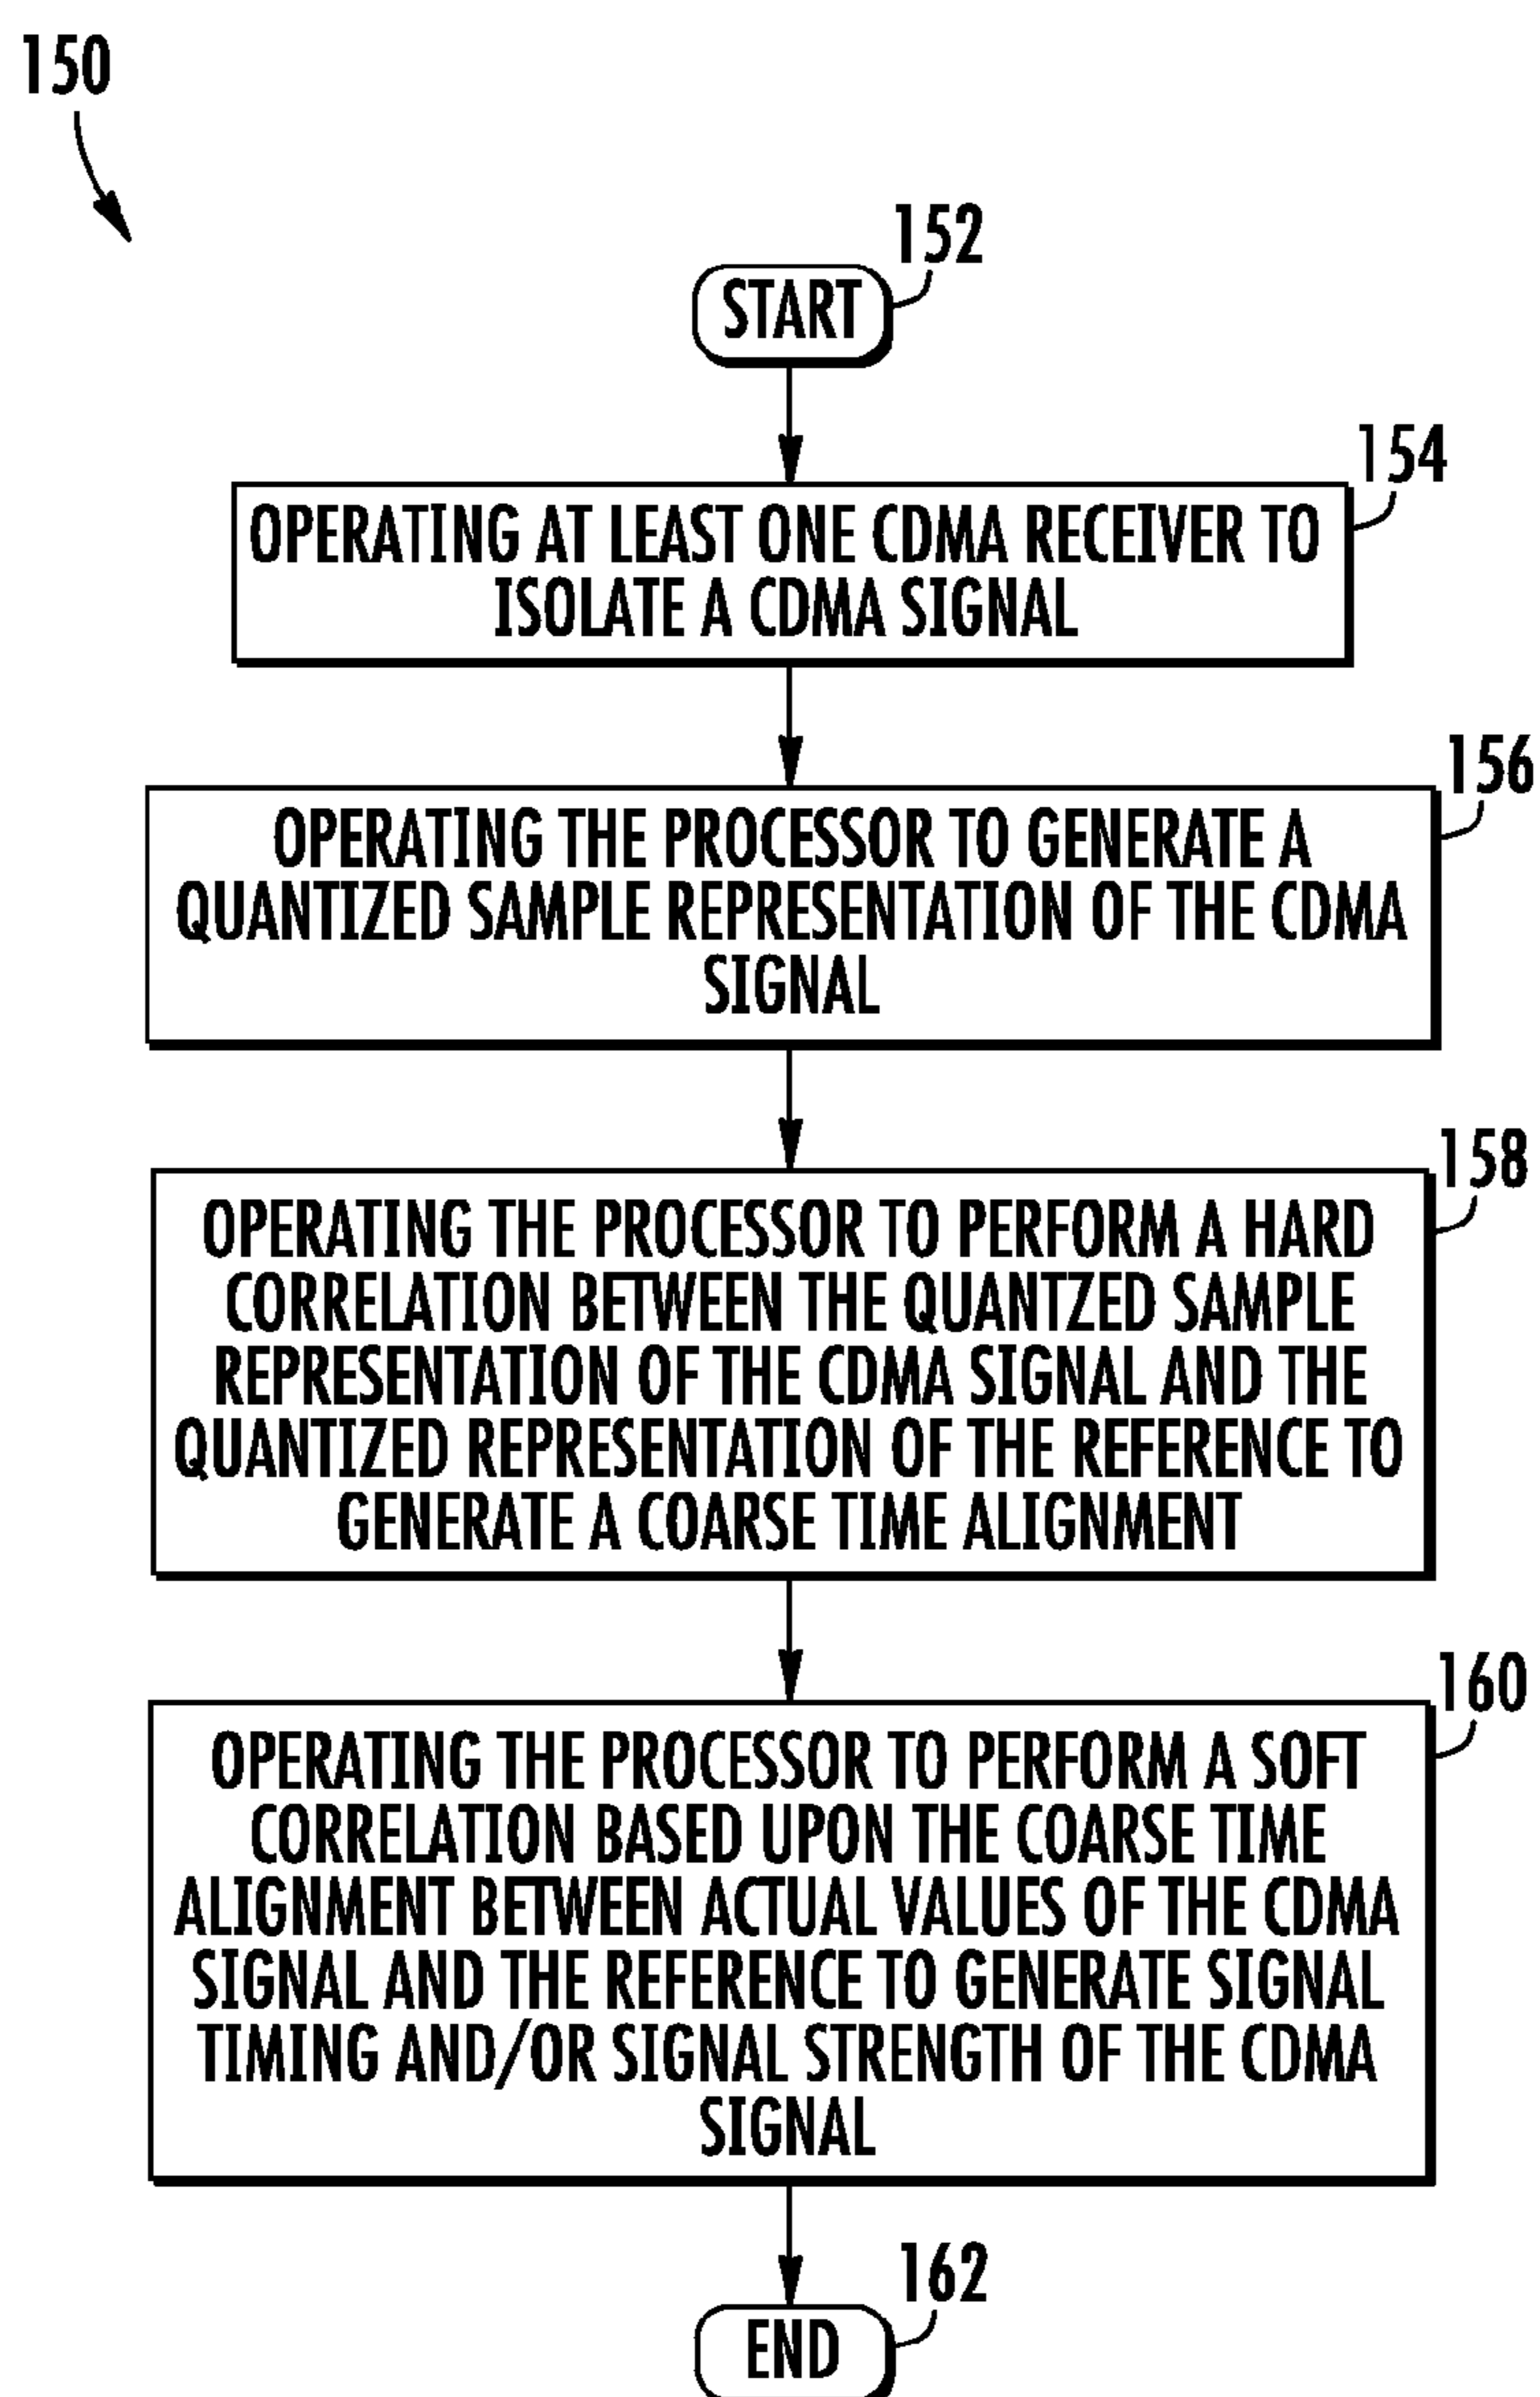 150
152
START
154
OPERATING AT LEAST ONE CDMA RECEIVER TO
ISOLATE A CDMA SIGNAL
156
OPERATING THE PROCESSOR TO GENERATE A
QUANTIZED SAMPLE REPRESENTATION OF THE CDMA
SIGNAL
158
OPERATING THE PROCESSOR TO PERFORM A HARD
CORRELATION BETWEEN THE QUANTZED SAMPLE
REPRESENTATION OF THE CDMA SIGNAL AND THE
QUANTIZED REPRESENTATION OF THE REFERENCE TO
GENERATE A COARSE TIME ALIGNMENT
160
OPERATING THE PROCESSOR TO PERFORM A SOFT
CORRELATION BASED UPON THE COARSE TIME
ALIGNMENT BETWEEN ACTUAL VALUES OF THE CDMA
SIGNAL AND THE REFERENCE TO GENERATE SIGNAL
TIMING AND/OR SIGNAL STRENGTH OF THE CDMA
SIGNAL
162
END